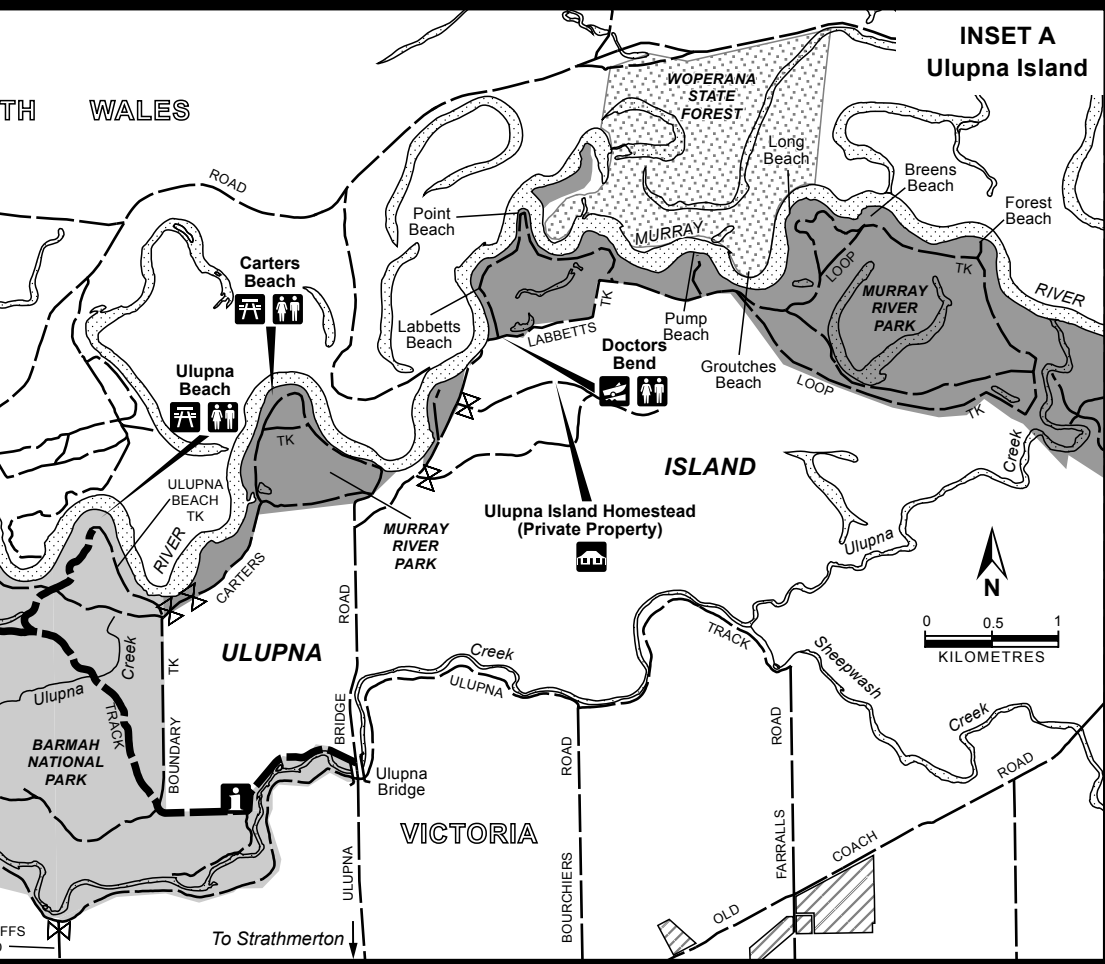 INSET A
Ulupna Island
TH WALES
WOPERANA
STATE
FOREST
ROAD
Long
Beach
Breens
Beach
Forest
Beach
Point
Beach
MURRAY
LOOP
TK
RIVER
Carters
Beach
MURRAY
RIVER
PARK
TK
Labbetts
Beach
LABBETTS
Pump
Beach
Doctors
Bend
Groutches
Beach
LOOP
TK
Ulupna
Beach
TK
ISLAND
Creek
ULUPNA
BEACH
TK
RIVER
MURRAY
RIVER
PARK
Ulupna Island Homestead
(Private Property)
Ulupna
CARTERS
ROAD
N
0 0.5 1
KILOMETRES
ULUPNA
TRACK
Sheepwash
Creek
Creek
ULUPNA
TK
Ulupna
Creek
TRACK
BOUNDARY
BRIDGE
ROAD
ROAD
ROAD
BARMAH
NATIONAL
PARK
i
Ulupna
Bridge
VICTORIA
ULUPNA
BOURCHIERS
FARRALLS
COACH
OLD
FFS
To Strathmerton